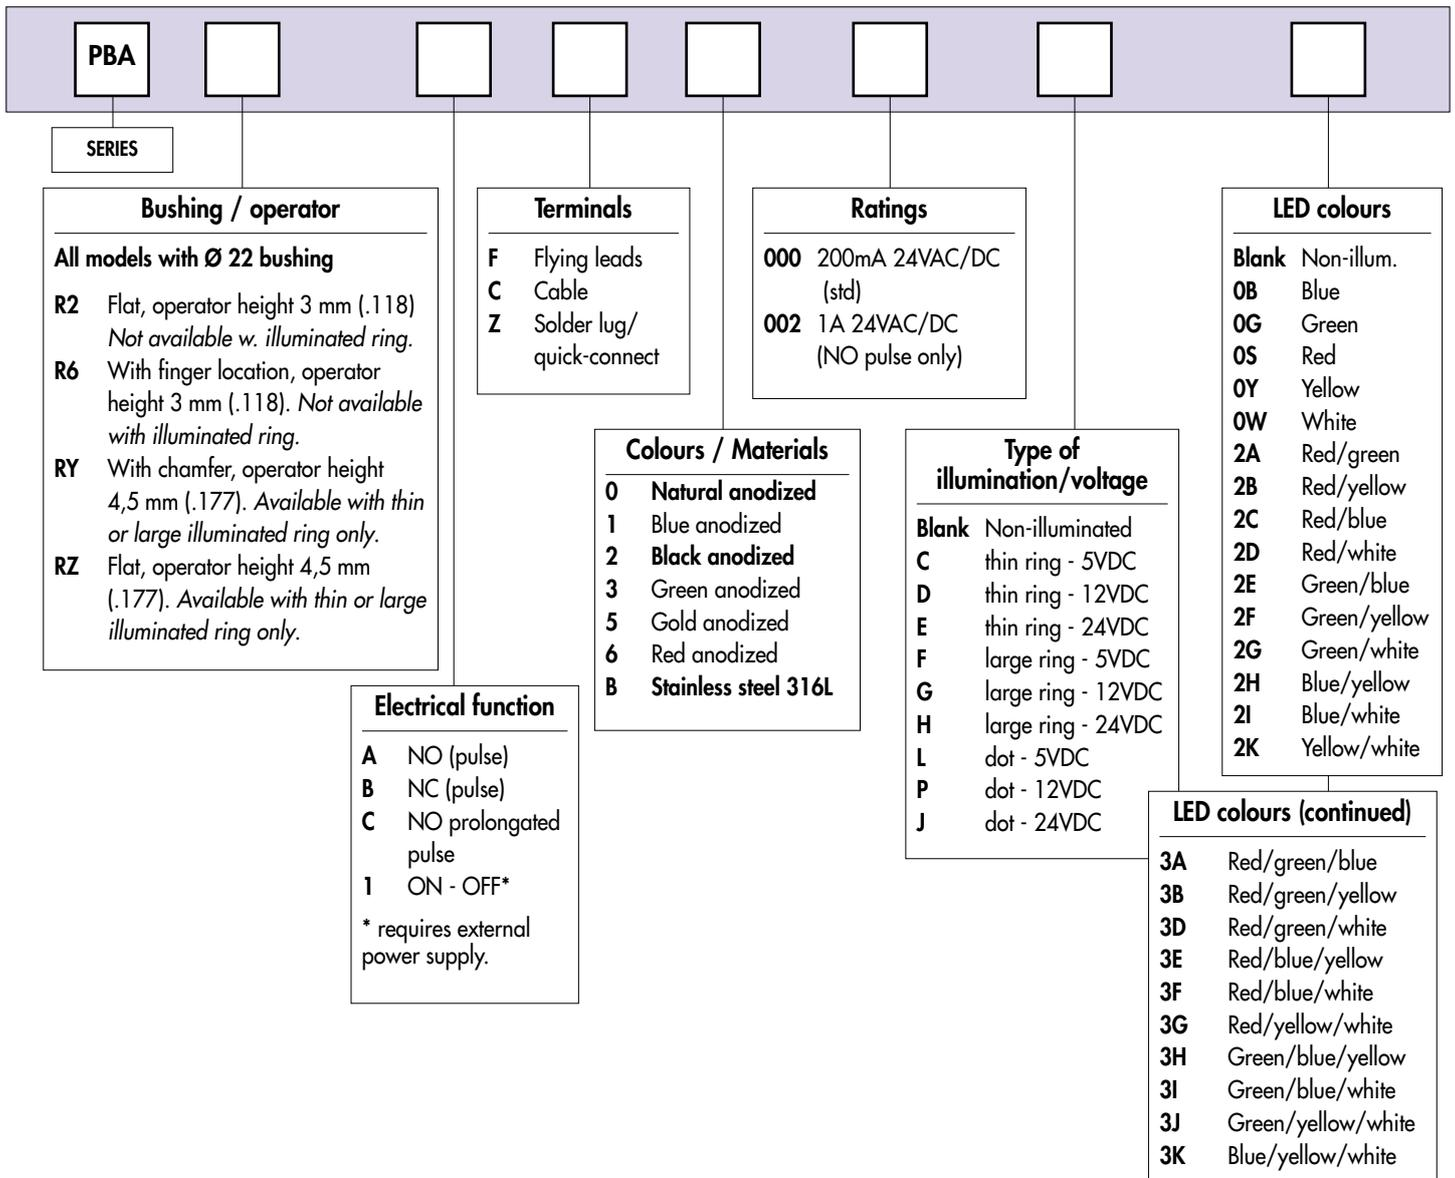 PBA
SERIES
Bushing / operator
All models with Ø 22 bushing
R2 Flat, operator height 3 mm (.118)
Not available w. illuminated ring.
R6 With finger location, operator
height 3 mm (.118). Not available
with illuminated ring.
RY With chamfer, operator height
4,5 mm (.177). Available with thin
or large illuminated ring only.
RZ Flat, operator height 4,5 mm
(.177). Available with thin or large
illuminated ring only.
Electrical function
A NO (pulse)
B NC (pulse)
C NO prolongated
pulse
1 ON - OFF*
* requires external
power supply.
Terminals
F Flying leads
C Cable
Z Solder lug/
quick-connect
Colours / Materials
0 Natural anodized
1 Blue anodized
2 Black anodized
3 Green anodized
5 Gold anodized
6 Red anodized
B Stainless steel 316L
Ratings
000 200mA 24VAC/DC
(std)
002 1A 24VAC/DC
(NO pulse only)
Type of
illumination/voltage
Blank Non-illuminated
C thin ring - 5VDC
D thin ring - 12VDC
E thin ring - 24VDC
F large ring - 5VDC
G large ring - 12VDC
H large ring - 24VDC
L dot - 5VDC
P dot - 12VDC
J dot - 24VDC
LED colours
Blank Non-illum.
0B Blue
0G Green
0S Red
0Y Yellow
0W White
2A Red/green
2B Red/yellow
2C Red/blue
2D Red/white
2E Green/blue
2F Green/yellow
2G Green/white
2H Blue/yellow
2I Blue/white
2K Yellow/white
LED colours (continued)
3A Red/green/blue
3B Red/green/yellow
3D Red/green/white
3E Red/blue/yellow
3F Red/blue/white
3G Red/yellow/white
3H Green/blue/yellow
3I Green/blue/white
3J Green/yellow/white
3K Blue/yellow/white